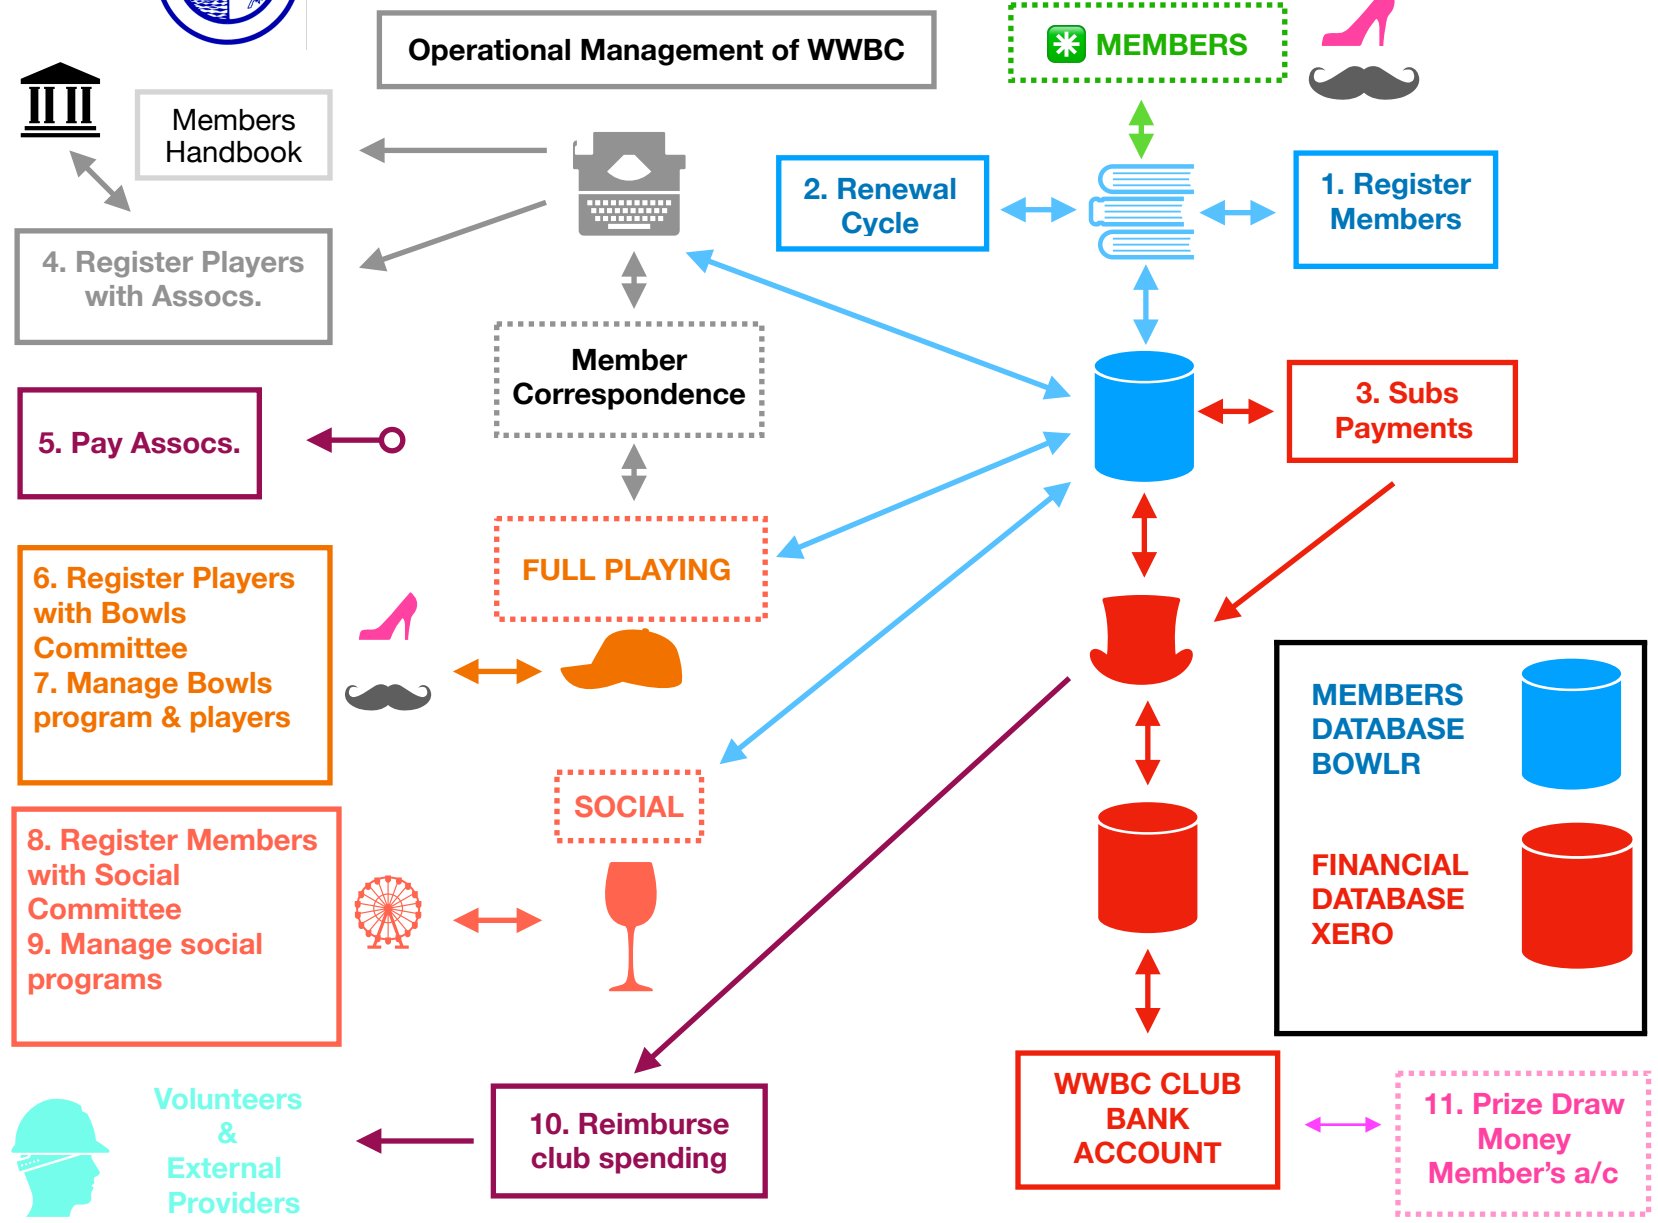 Operational Management of WWBC
MEMBERS
Members
Handbook
2. Renewal
Cycle
1. Register
Members
4. Register Players
with Assocs.
Member
Correspondence
3. Subs
Payments
5. Pay Assocs.
FULL PLAYING
6. Register Players
with Bowls
Committee
7. Manage Bowls
program & players
MEMBERS
DATABASE
BOWLR
FINANCIAL
DATABASE
XERO
SOCIAL
8. Register Members
with Social
Committee
9. Manage social
programs
Volunteers
&
External
Providers
10. Reimburse
club spending
WWBC CLUB
BANK
ACCOUNT
11. Prize Draw
Money
Member’s a/c